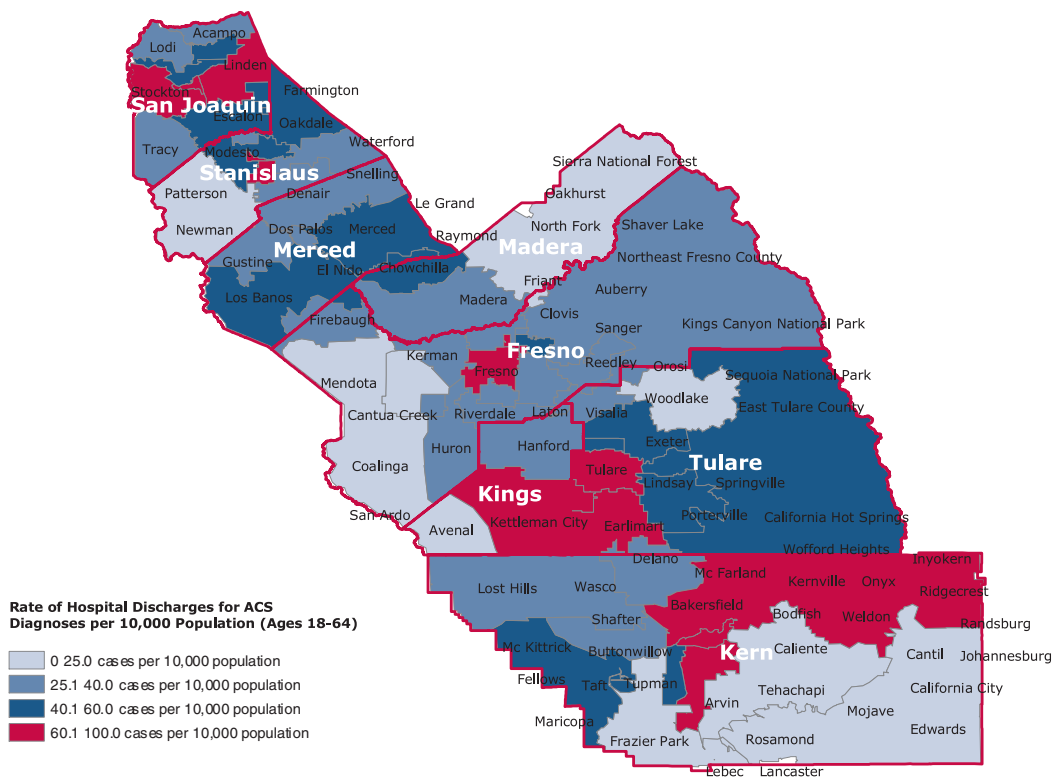 Acampo
Lodi
Linden
Stockton
Farmington
San Joaquin
Escalon
Oakdale
Waterford
Tracy
Modesto
Sierra National Forest
Stanislaus
Snelling
Patterson
Denair
Oakhurst
Le Grand
North Fork
Shaver Lake
Newman
Dos Palos
Merced
Raymond
Merced
Madera
Gustine
El Nido
Chowchilla
Northeast Fresno County
Friant
Auberry
Los Banos
Madera
Clovis
Firebaugh
Sanger
Kings Canyon National Park
Kerman
Fresno
Fresno
Reedley
Orosi
Sequoia National Park
Mendota
Woodlake
Cantua Creek
Riverdale
Laton
Visalia
East Tulare County
Huron
Hanford
Exeter
Coalinga
Tulare
Tulare
Lindsay
Springville
Kings
San Ardo
Avenal
Kettleman City
Earlimart
Porterville
California Hot Springs
Wofford Heights
Delano
Inyokern
Mc Farland
Kernville
Onyx
Lost Hills
Wasco
Ridgecrest
Bakersfield
Bodfish
Weldon
Shafter
Randsburg
Mc Kittrick
Buttonwillow
Kern
Caliente
Cantil
Johannesburg
Fellows
Taft
Tupman
Tehachapi
California City
Arvin
Mojave
Maricopa
Edwards
Frazier Park
Rosamond
Lebec
Lancaster
Rate of Hospital Discharges for ACS
Diagnoses per 10,000 Population (Ages 18-64)
0 25.0 cases per 10,000 population
25.1 40.0 cases per 10,000 population
40.1 60.0 cases per 10,000 population
60.1 100.0 cases per 10,000 population